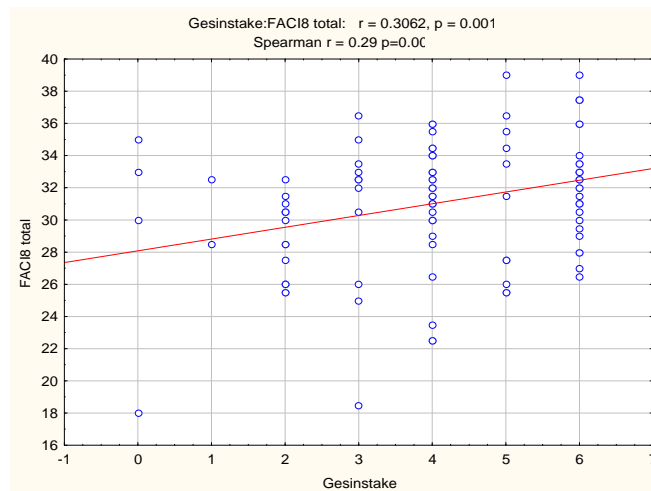 Gesinstake:FACI8 total: r = 0.3062, p = 0.001
Spearman r = 0.29 p=0.00
40
38
36
34
32
30
28
26
24
22
20
18
16
FACI8 total
-1 0 1 2 3 4 5 6 7
Gesinstake